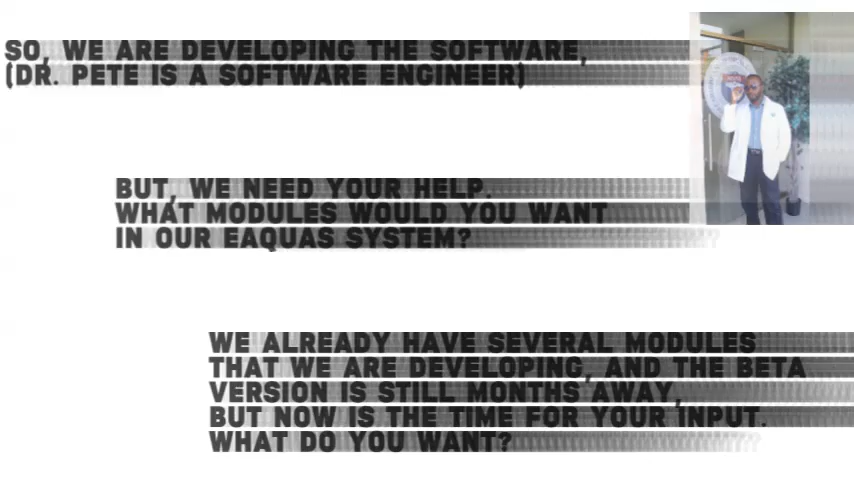 SO, WE ARE DEVELOPING THE SOFTWARE,
(DR. PETE IS A SOFTWARE ENGINEER)
BUT, WE NEED YOUR HELP.
WHAT MODULES WOULD YOU WANT
IN OUR EAQUAS SYSTEM?
WE ALREADY HAVE SEVERAL MODULES
THAT WE ARE DEVELOPING, AND THE BETA
VERSION IS STILL MONTHS AWAY,
BUT NOW IS THE TIME FOR YOUR INPUT.
WHAT DO YOU WANT?